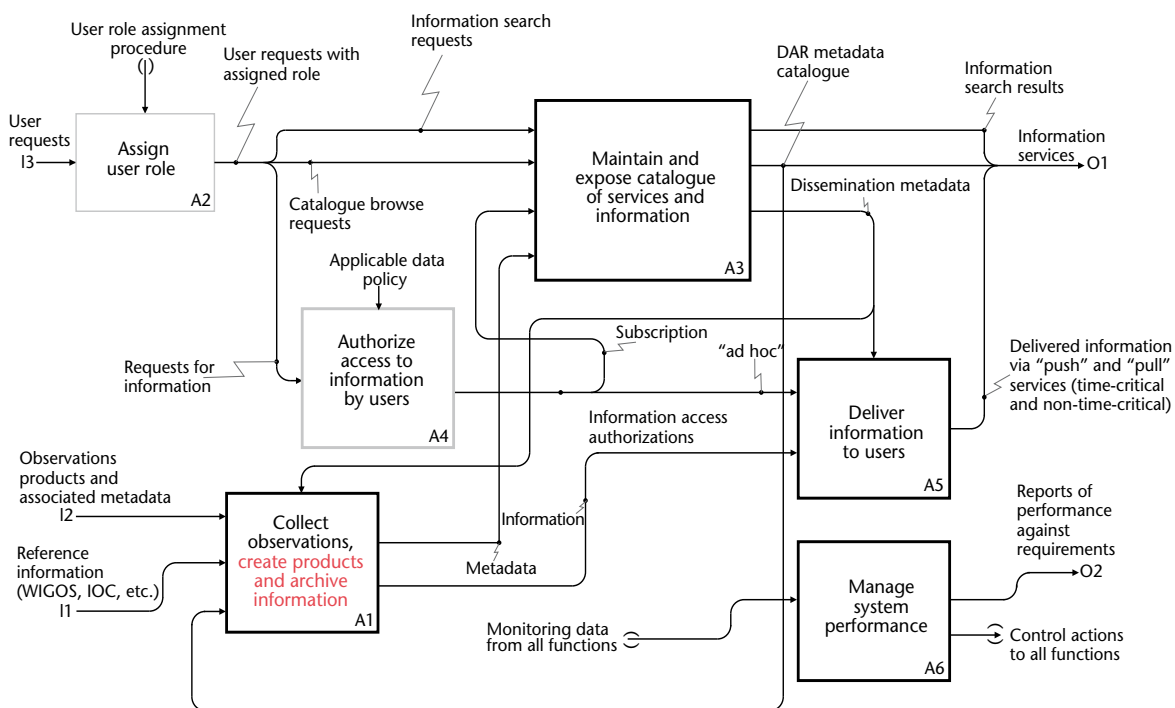 User role assignment
procedure
()
User requests with
assigned role
Information search
requests
DAR metadata
catalogue
Information
search results
User
requests
I3
Assign
user role
A2
Catalogue browse
requests
Maintain and
expose catalogue
of services and
information
A3
Information
services
O1
Dissemination metadata
Applicable data
policy
Authorize
access to
information
by users
A4
Requests for
information
Subscription
“ad hoc”
Delivered information
via “push” and “pull”
services (time-critical
and non-time-critical)
Deliver
information
to users
A5
Information access
authorizations
Observations
products and
associated metadata
I2
Reference
information
(WIGOS, IOC, etc.)
I1
Collect
observations,
create products
and archive
information
A1
Information
Metadata
Reports of
performance
against
requirements
O2
Manage
system
performance
A6
Monitoring data
from all functions
Control actions
to all functions